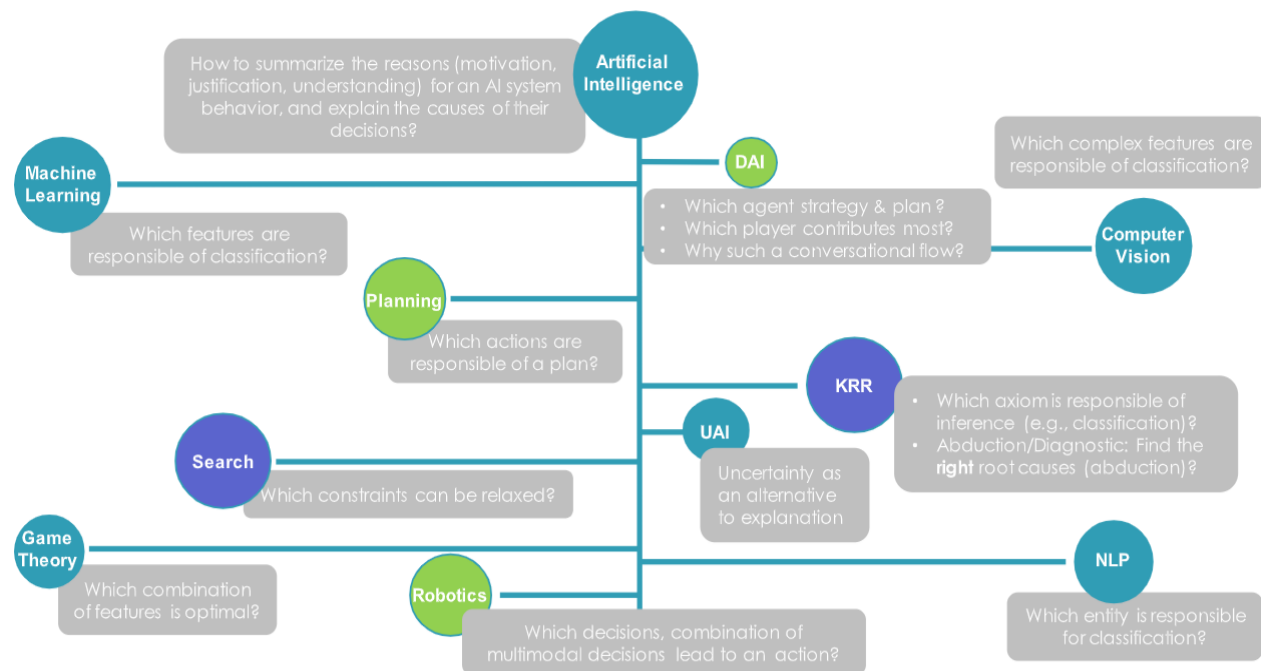 Artificial
Intelligence
How to summarize the reasons (motivation,
justification, understanding) for an AI system
behavior, and explain the causes of their
decisions?
Machine
Learning
Which features are
responsible of classification?
DAI
• Which agent strategy & plan ?
• Which player contributes most?
• Why such a conversational flow?
Which complex features are
responsible of classification?
Computer
Vision
Planning
Which actions are
responsible of a plan?
KRR
• Which axiom is responsible of
inference (e.g., classification)?
• Abduction/Diagnostic: Find the
right root causes (abduction)?
UAI
Uncertainty as
an alternative
to explanation
Search
Which constraints can be relaxed?
Game
Theory
Which combination
of features is optimal?
Robotics
Which decisions, combination of
multimodal decisions lead to an action?
NLP
Which entity is responsible
for classification?